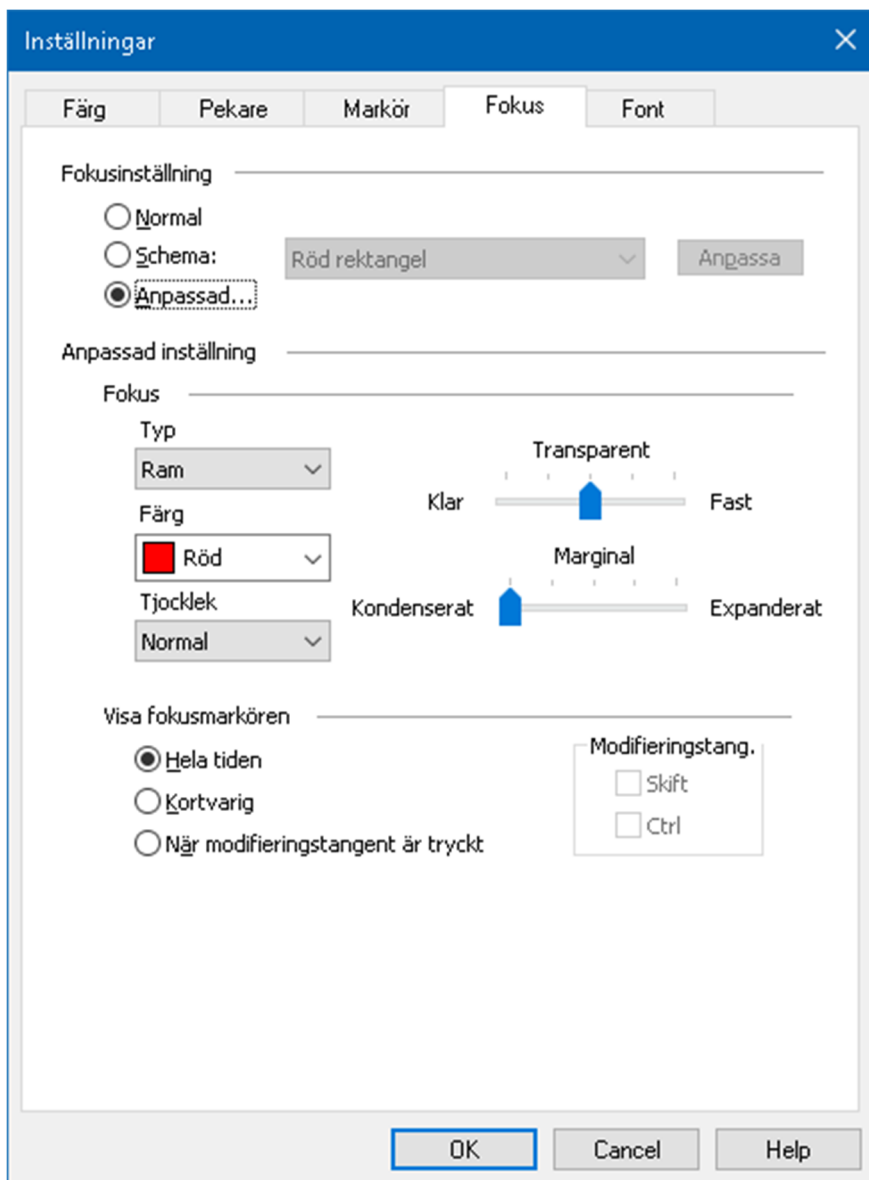 Inställningar
Färg Pekare Markör Fokus Font
Fokusinställning
Normal
Schema: Röd rektangel Anpassa
Anpassad...
Anpassad inställning
Fokus
Typ
Ram
Transparent
Klar Fast
Färg
Röd
Marginal
Kondenserat Expanderat
Tjocklek
Normal
Visa fokusmarkören
Hela tiden
Kortvarig
När modifieringstangent är tryckt
Modifieringstang.
Skift
Ctrl
OK Cancel Help